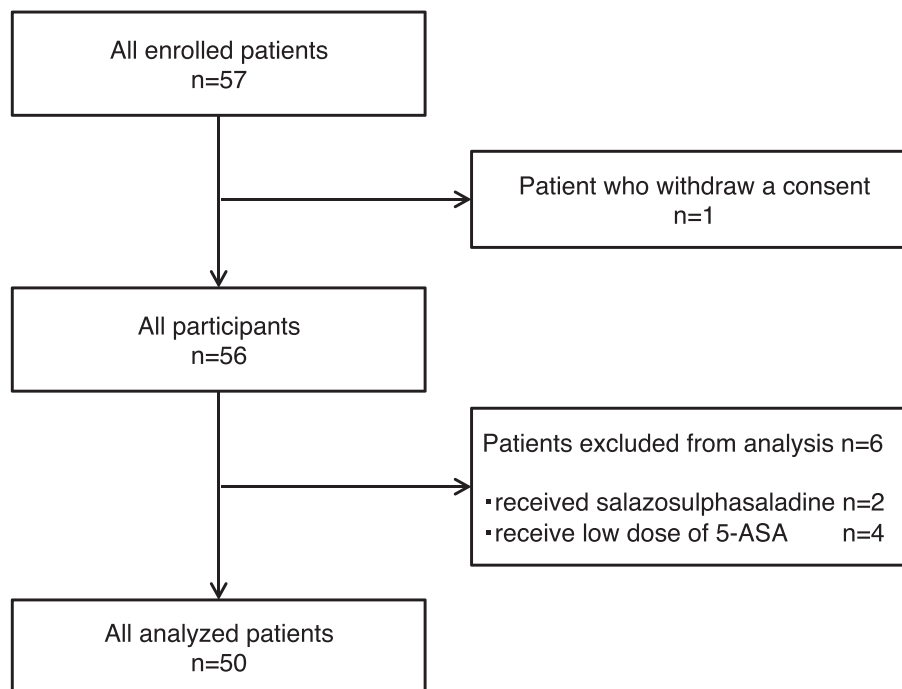 All enrolled patients
n=57
Patient who withdraw a consent
n=1
All participants
n=56
Patients excluded from analysis n=6
▪received salazosulphasaladine n=2
▪receive low dose of 5-ASA n=4
All analyzed patients
n=50